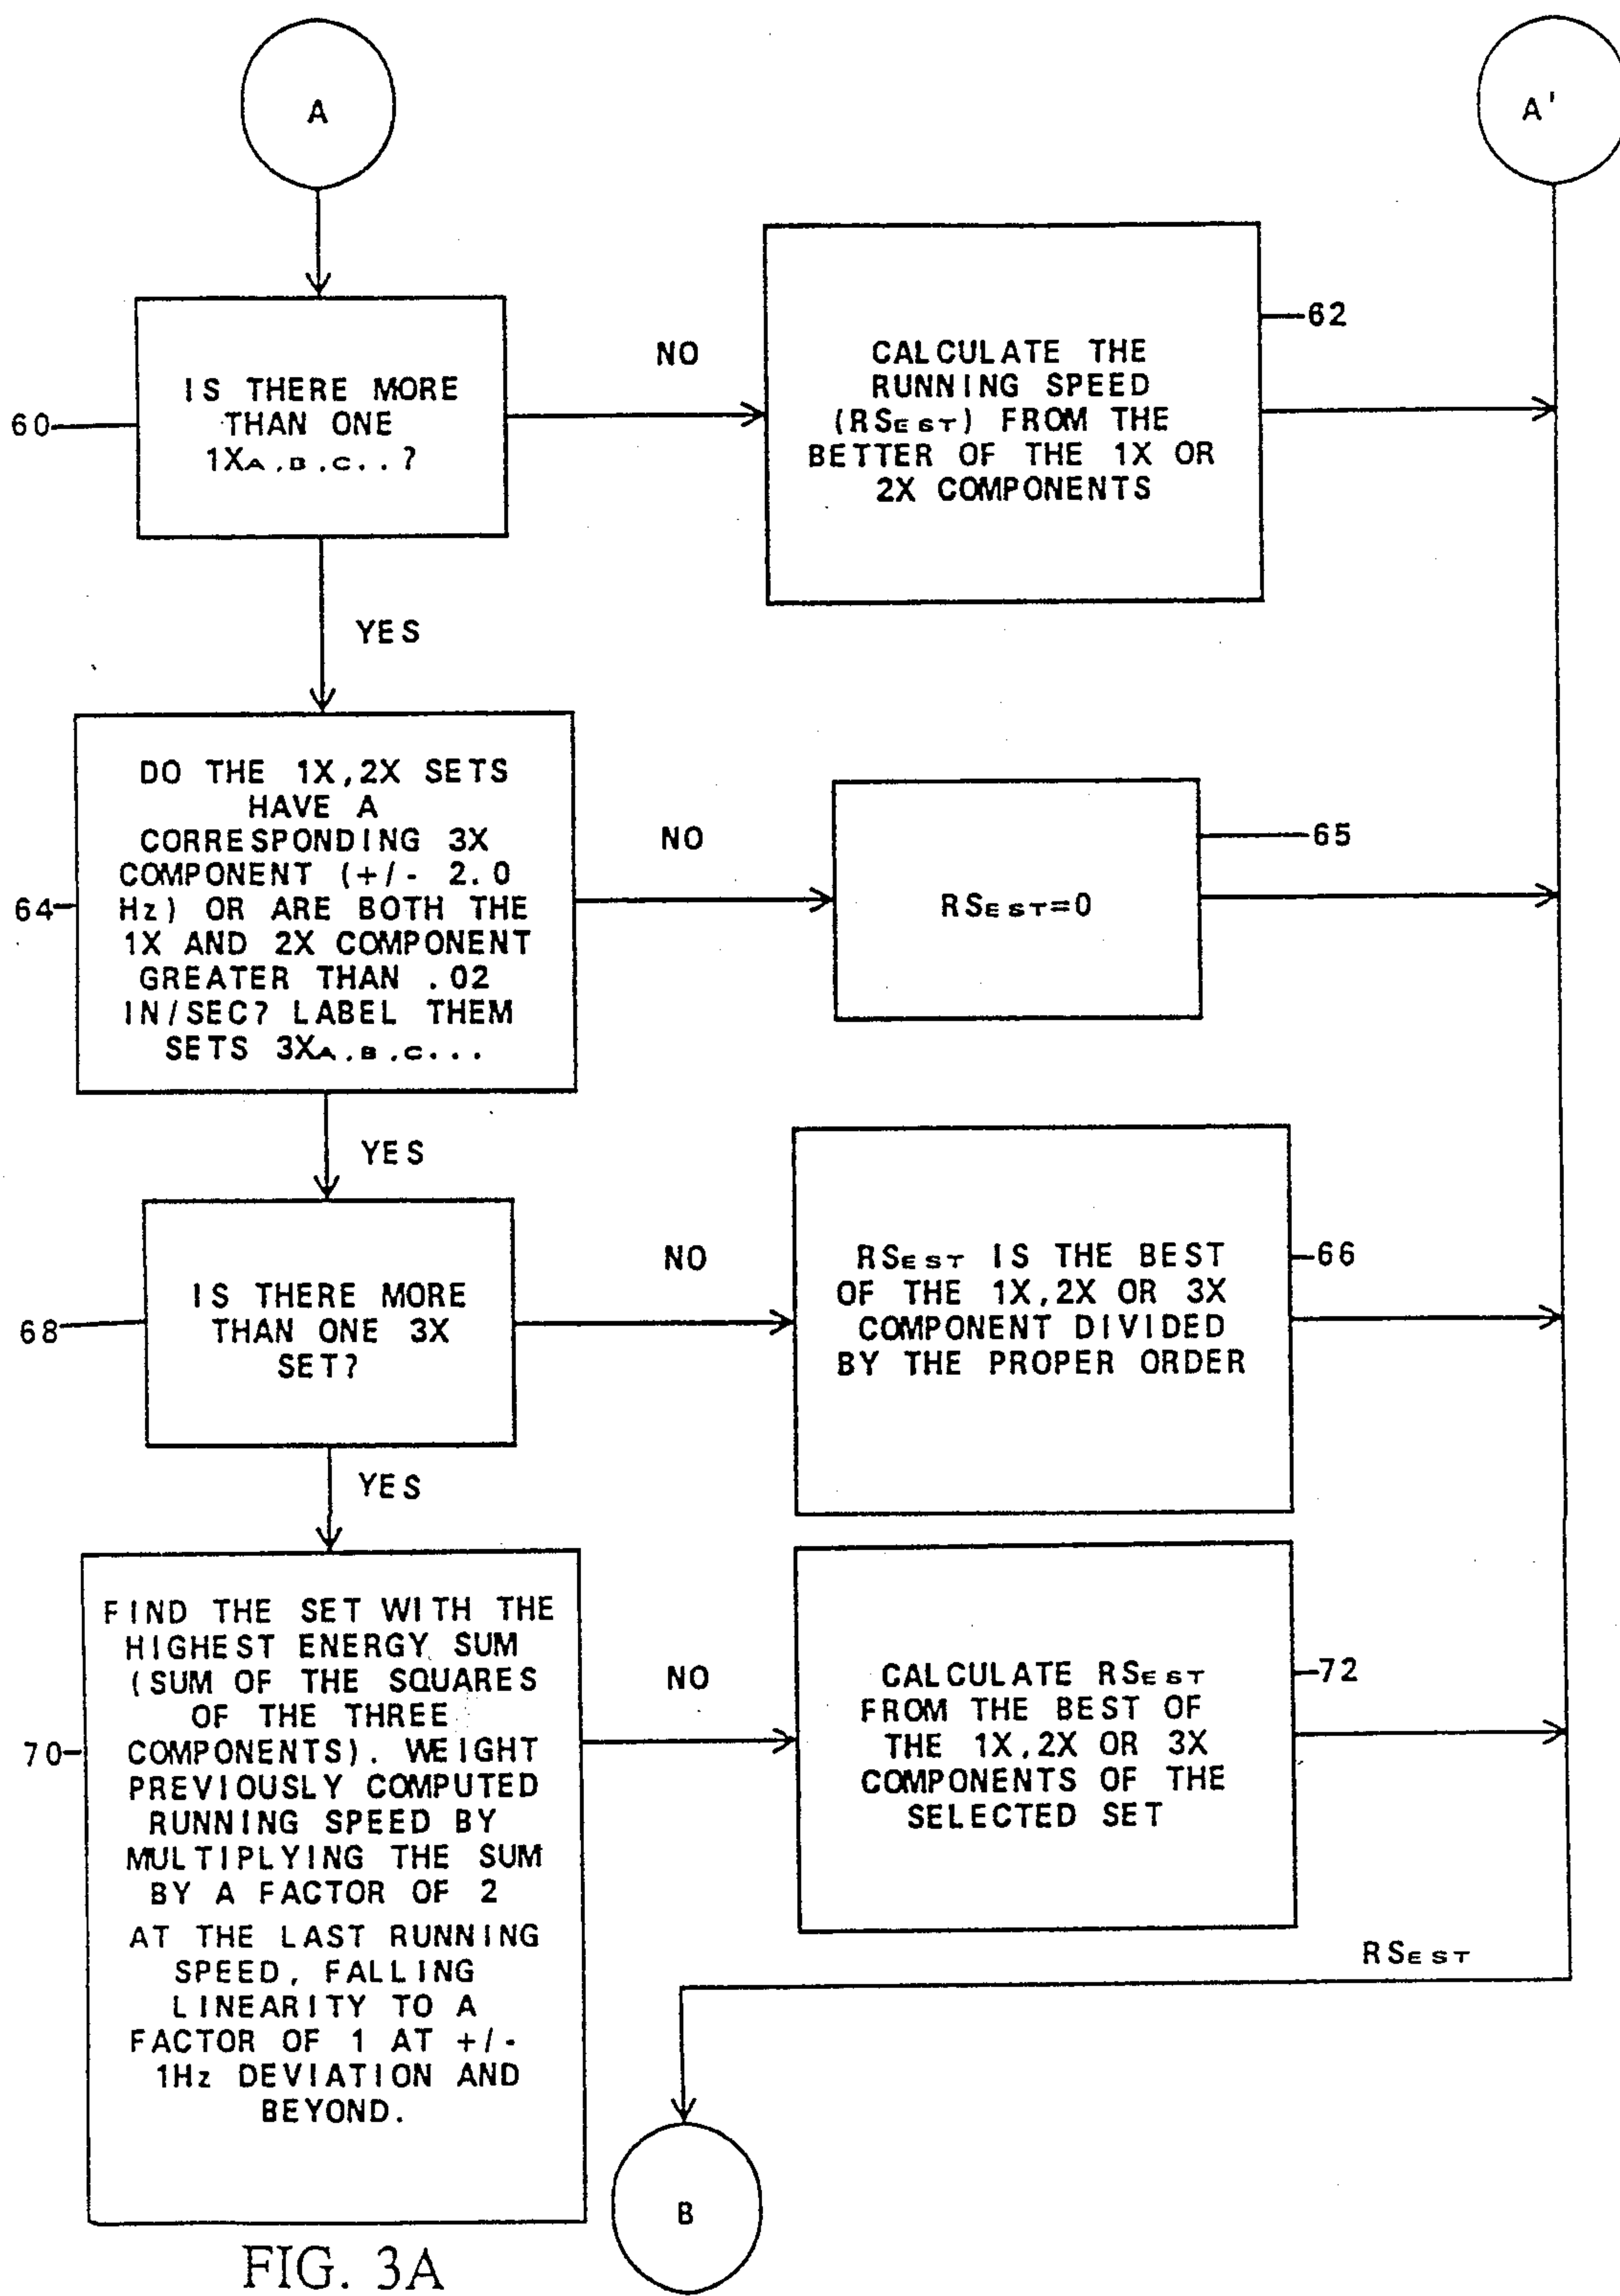 A
A'
IS THERE MORE
THAN ONE
1XA,B,C..?
60
NO
CALCULATE THE
RUNNING SPEED
(RSEST) FROM THE
BETTER OF THE 1X OR
2X COMPONENTS
62
YES
DO THE 1X,2X SETS
HAVE A
CORRESPONDING 3X
COMPONENT (+/- 2.0
Hz) OR ARE BOTH THE
1X AND 2X COMPONENT
GREATER THAN .02
IN/SEC? LABEL THEM
SETS 3XA,B,C...
64
NO
RSEST=0
65
YES
IS THERE MORE
THAN ONE 3X
SET?
68
NO
RSEST IS THE BEST
OF THE 1X,2X OR 3X
COMPONENT DIVIDED
BY THE PROPER ORDER
66
YES
FIND THE SET WITH THE
HIGHEST ENERGY SUM
(SUM OF THE SQUARES
OF THE THREE
COMPONENTS). WEIGHT
PREVIOUSLY COMPUTED
RUNNING SPEED BY
MULTIPLYING THE SUM
BY A FACTOR OF 2
AT THE LAST RUNNING
SPEED, FALLING
LINEARITY TO A
FACTOR OF 1 AT +/-
1Hz DEVIATION AND
BEYOND.
70
NO
CALCULATE RSEST
FROM THE BEST OF
THE 1X,2X OR 3X
COMPONENTS OF THE
SELECTED SET
72
RSEST
B
FIG. 3A